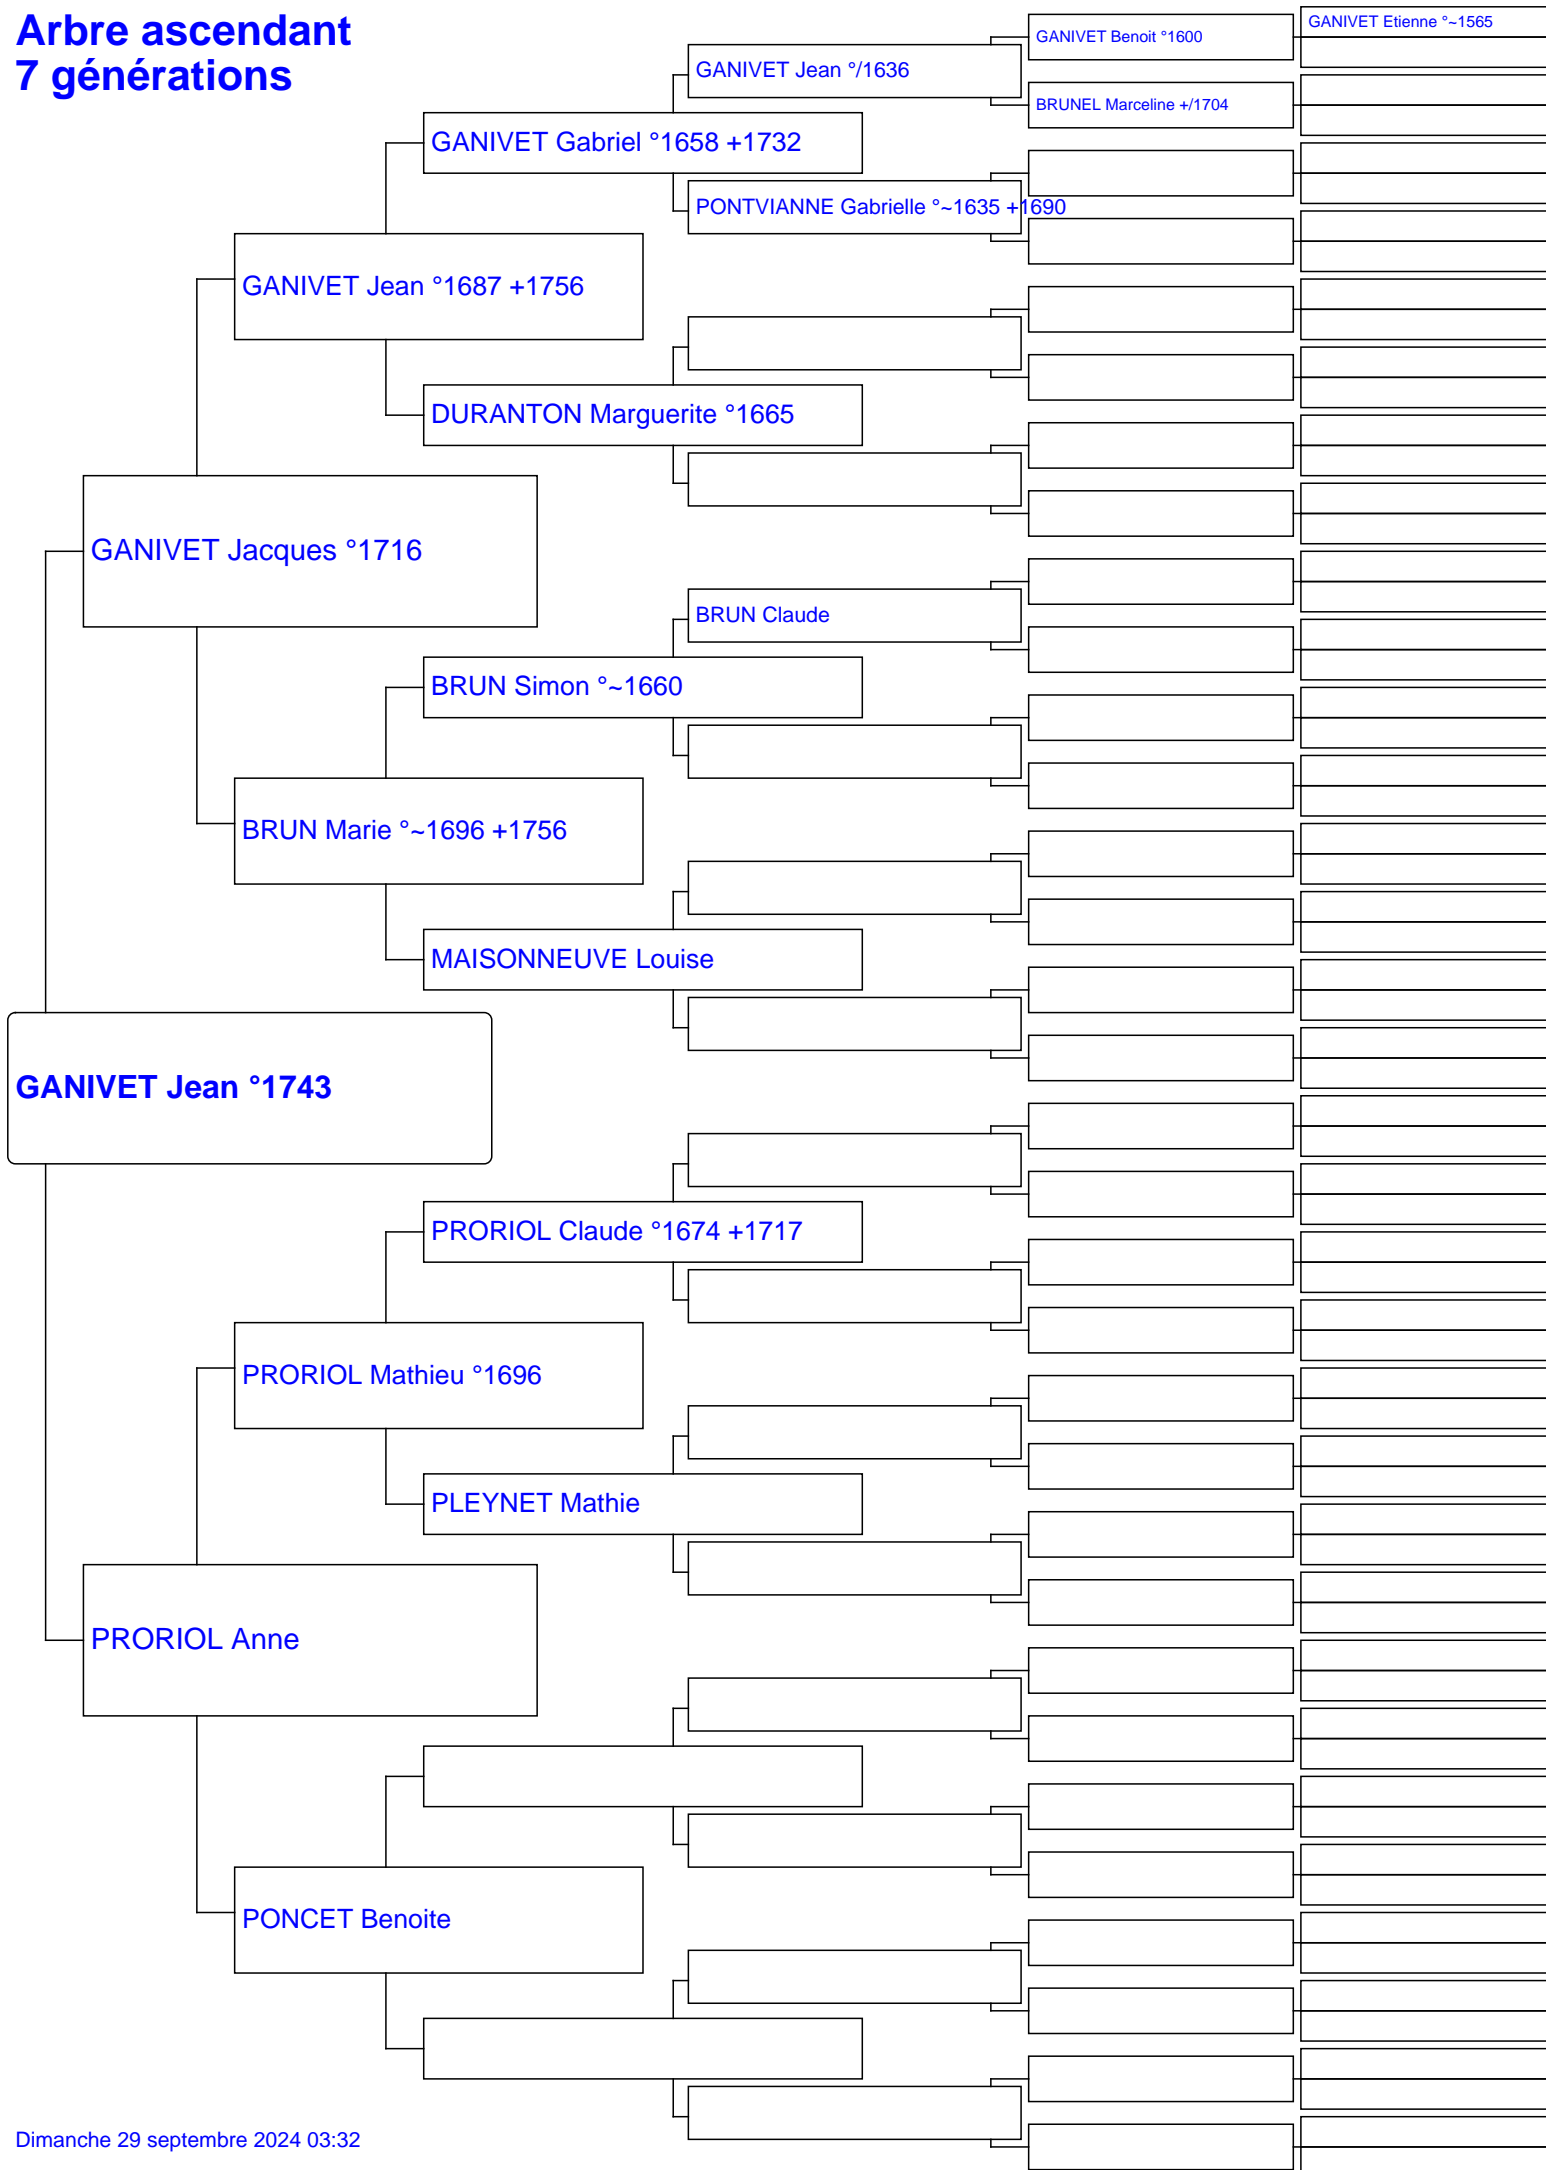 Arbre ascendant
7 générations
GANIVET Etienne °~1565
GANIVET Benoit °1600
GANIVET Jean °/1636
BRUNEL Marceline +/1704
GANIVET Gabriel °1658 +1732
PONTVIANNE Gabrielle °~1635 +1690
GANIVET Jean °1687 +1756
DURANTON Marguerite °1665
GANIVET Jacques °1716
BRUN Claude
BRUN Simon °~1660
BRUN Marie °~1696 +1756
MAISONNEUVE Louise
GANIVET Jean °1743
PRORIOL Claude °1674 +1717
PRORIOL Mathieu °1696
PLEYNET Mathie
PRORIOL Anne
PONCET Benoite
Dimanche 29 septembre 2024 03:32